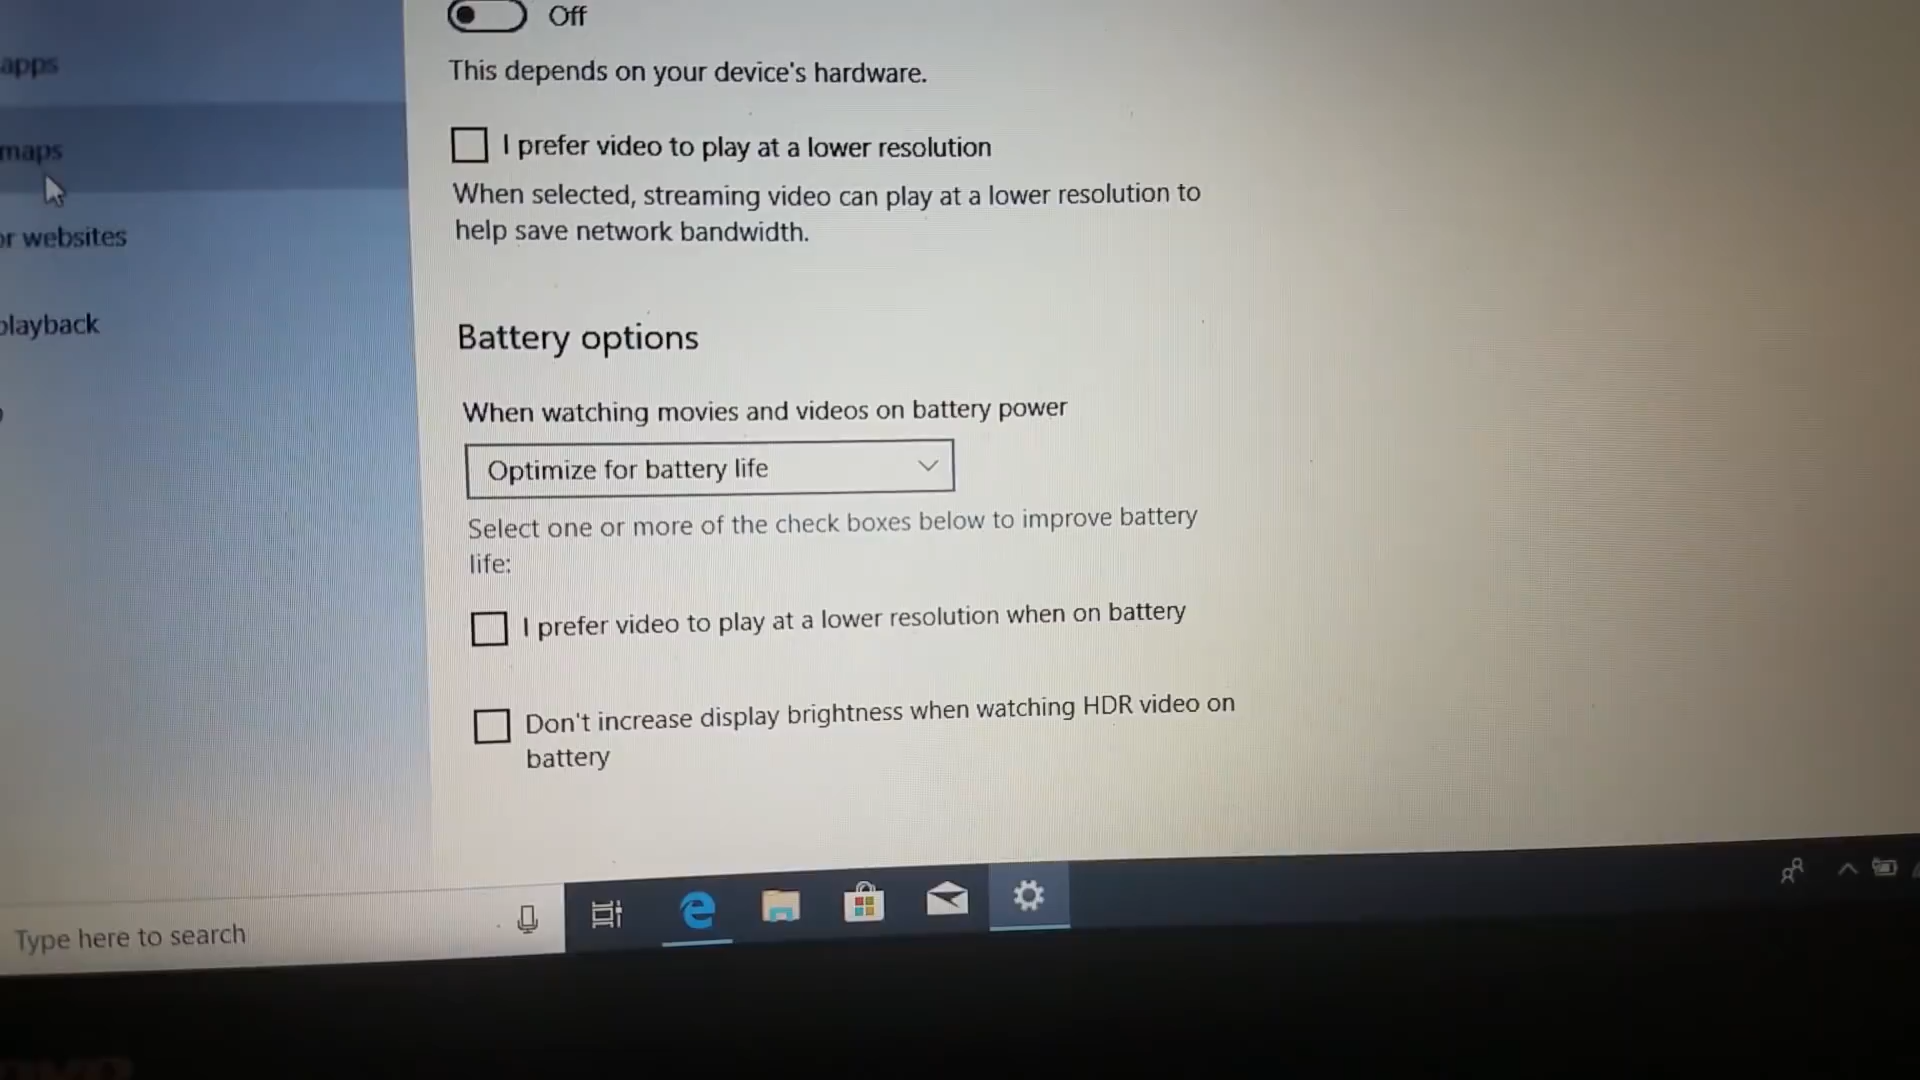 Off
apps
This depends on your device's hardware.
maps
I prefer video to play at a lower resolution
When selected, streaming video can play at a lower resolution to
or websites
help save network bandwidth.
playback
Battery options
When watching movies and videos on battery power
Optimize for battery life
Select one or more of the check boxes below to improve battery
life:
I prefer video to play at a lower resolution when on battery
Don't increase display brightness when watching HDR video on
battery
Type here to search